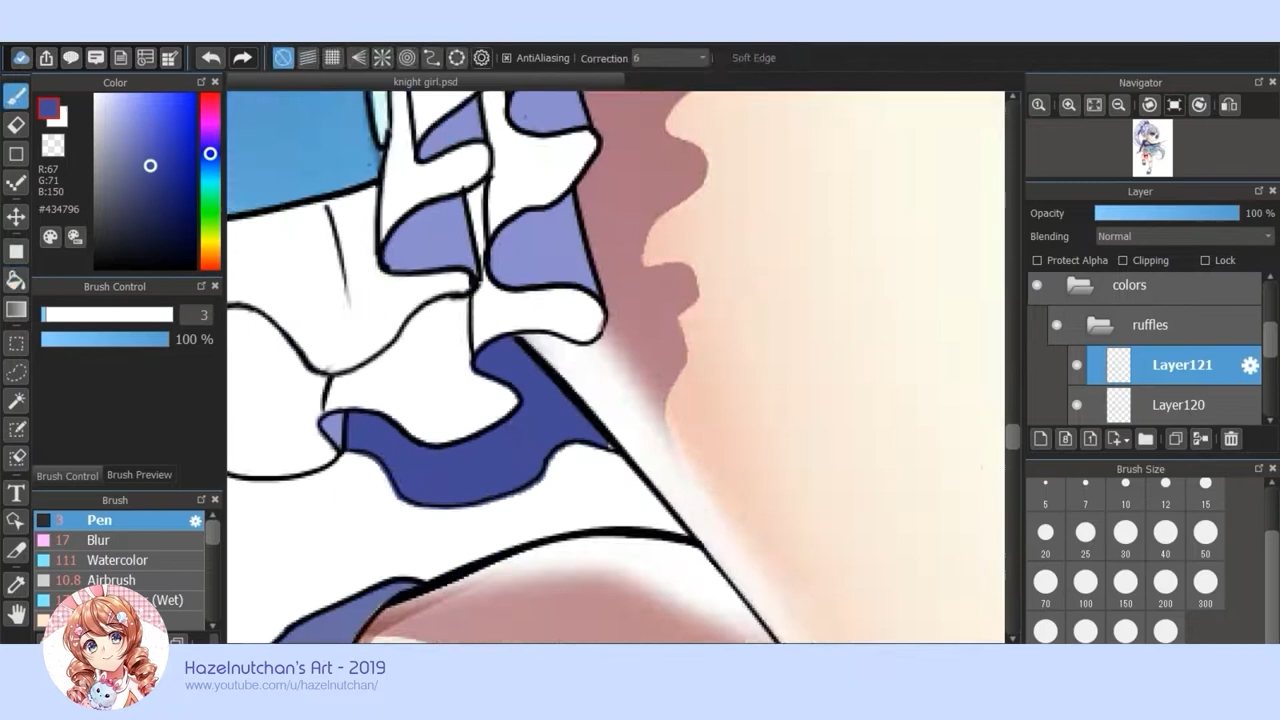 AntiAliasing Correction 6 Soft Edge
Color
knight girl.psd
Navigator
R:67
G:71
B:150
#434796
Layer
Opacity 100 %
Blending Normal
Protect Alpha Clipping Lock
colors
ruffles
Layer121
Layer120
Brush Control
3
100 %
Brush Control Brush Preview
Brush
3 Pen
17 Blur
111 Watercolor
10.8 Airbrush
(Wet)
Brush Size
5 7 10 12 15
20 25 30 40 50
70 100 150 200 300
T
Hazelnutchan's Art - 2019
www.youtube.com/u/hazelnutchan/